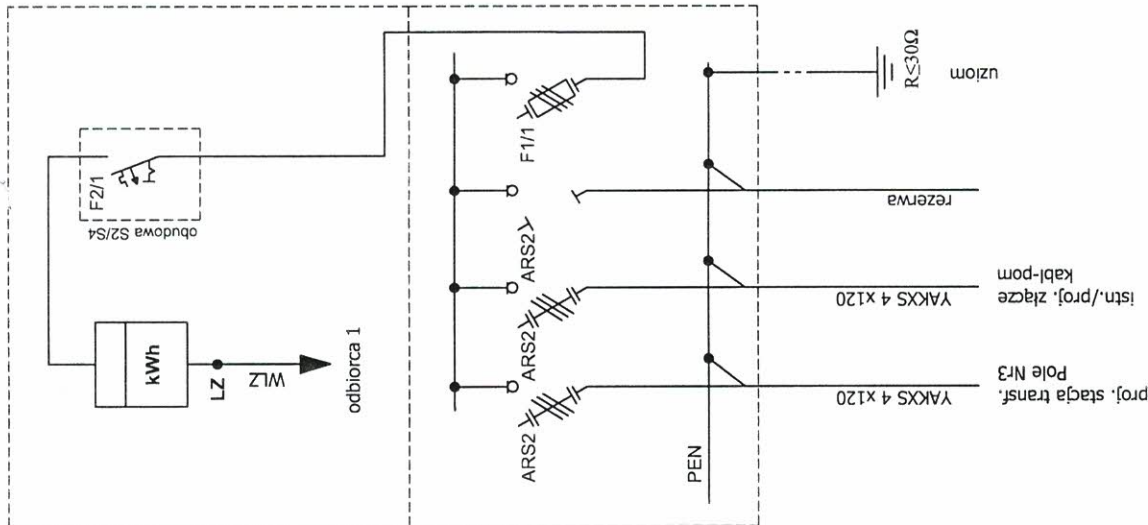 F2/1
obudowa S2/S4
kWh
LZ
WLZ
odbiorca 1
F1/1
ARS2
ARS2
ARS2
PEN
R≤30Ω
uziom
rezerwa
YAKXS 4 x120
istn./proj. złącze
kabl-pom
YAKXS 4 x120
proj. stacja transf.
Pole Nr3